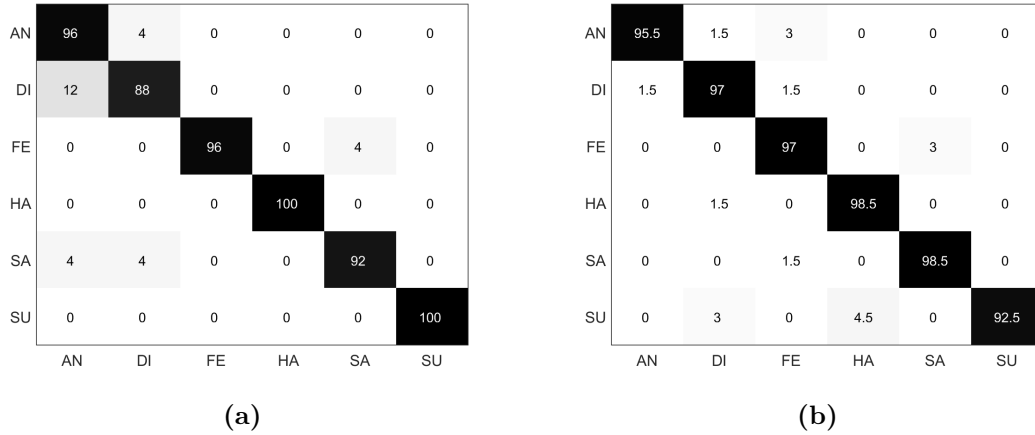 AN 96 4 0 0 0 0
DI 12 88 0 0 0 0
FE 0 0 96 0 4 0
HA 0 0 0 100 0 0
SA 4 4 0 0 92 0
SU 0 0 0 0 0 100
AN DI FE HA SA SU
(a)
AN 95.5 1.5 3 0 0 0
DI 1.5 97 1.5 0 0 0
FE 0 0 97 0 3 0
HA 0 1.5 0 98.5 0 0
SA 0 0 1.5 0 98.5 0
SU 0 3 0 4.5 0 92.5
AN DI FE HA SA SU
(b)